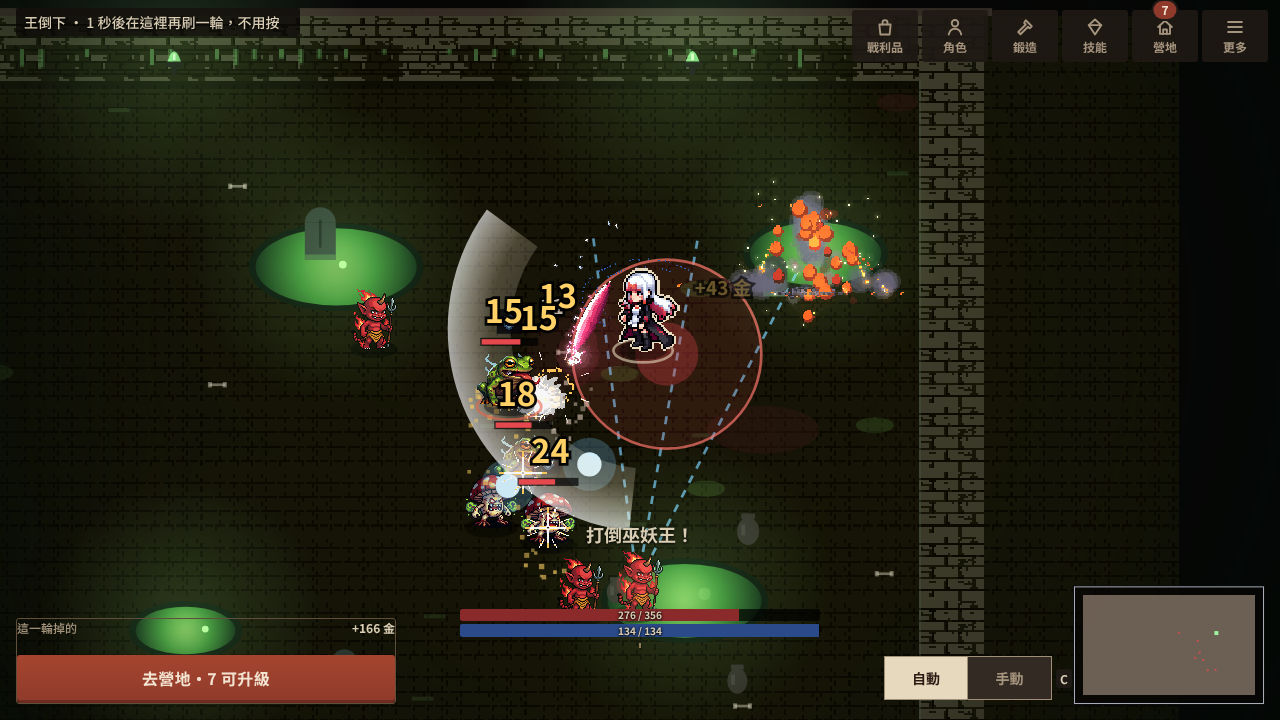 王倒下・1 秒後在這裡再刷一輪，不用按
7
戰利品
角色
鍛造
技能
營地
更多
+43 金
13
15
15
18
24
打倒巫妖王！
276 / 356
134 / 134
這一輪掉的
+166 金
去營地・7 可升級
自動
手動
C